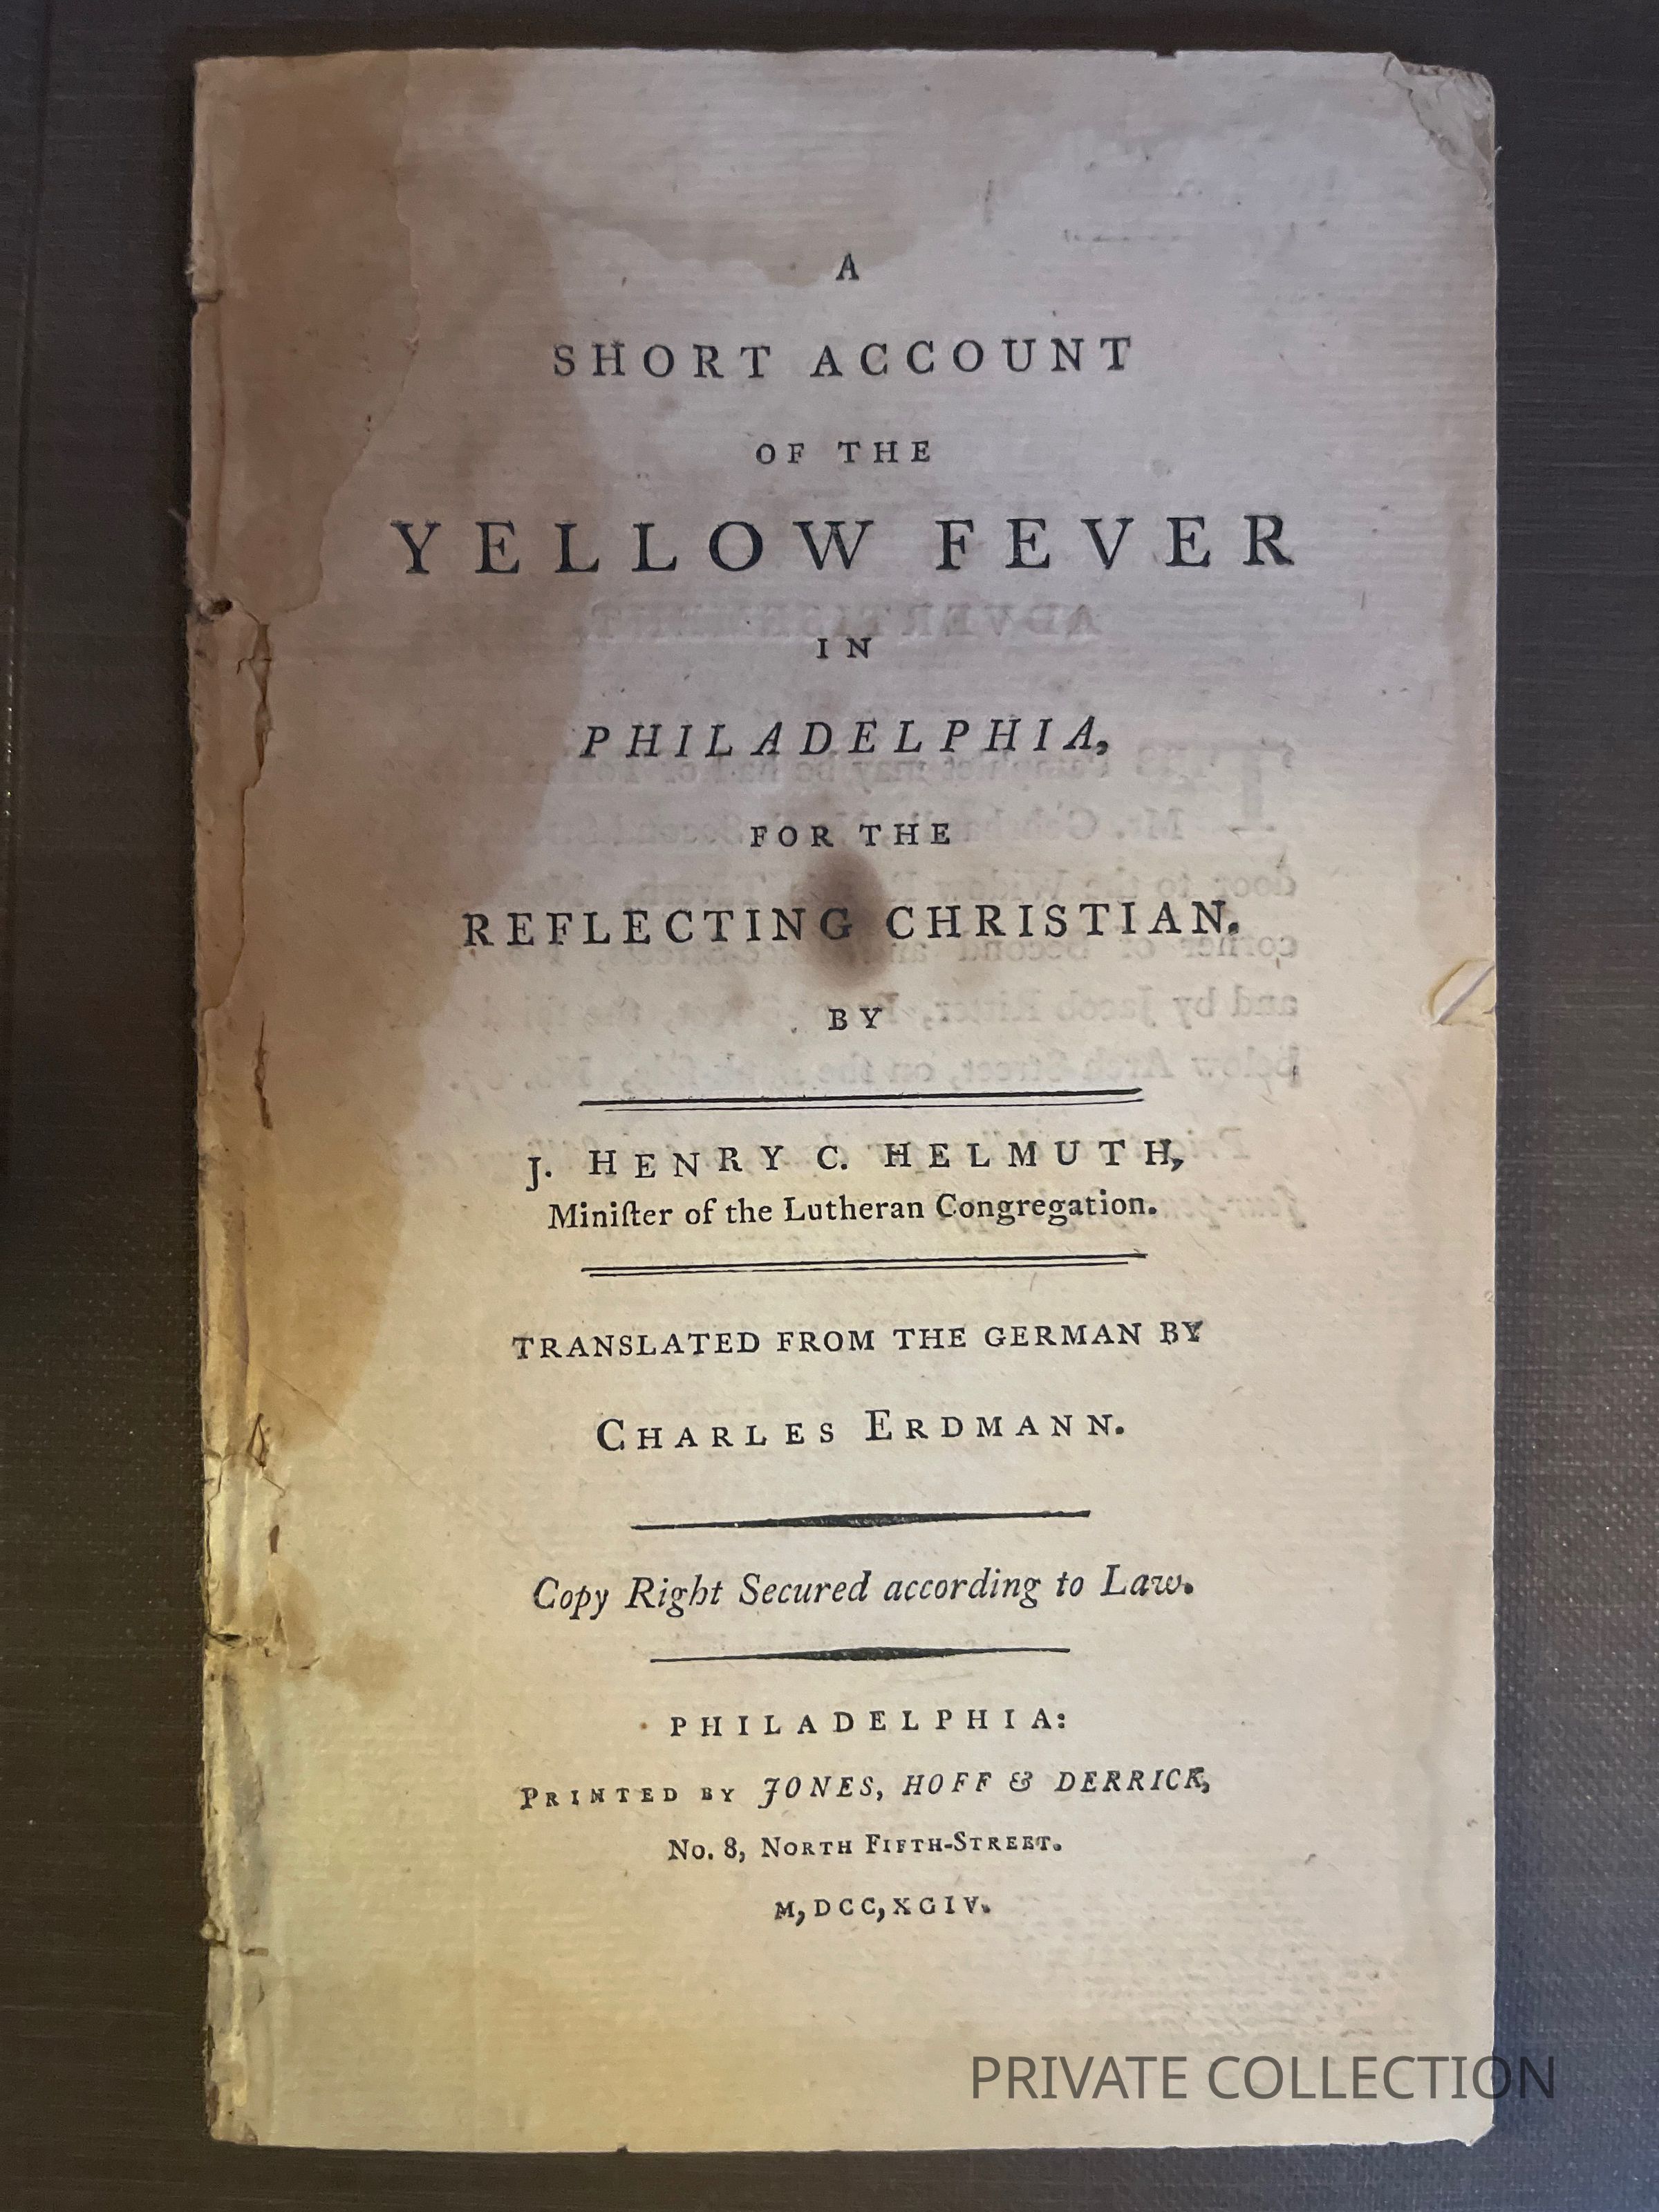 A
SHORT ACCOUNT
OF THE
YELLOW FEVER
IN
PHILADELPHIA,
FOR THE
REFLECTING CHRISTIAN.
BY
J. HENRY C. HELMUTH,
Miniſter of the Lutheran Congregation.
TRANSLATED FROM THE GERMAN BY
CHARLES ERDMANN.
Copy Right Secured according to Law.
PHILADELPHIA:
PRINTED BY JONES, HOFF & DERRICK,
No. 8, NORTH FIFTH-STREET.
M,DCC,XCIV.
PRIVATE COLLECTION